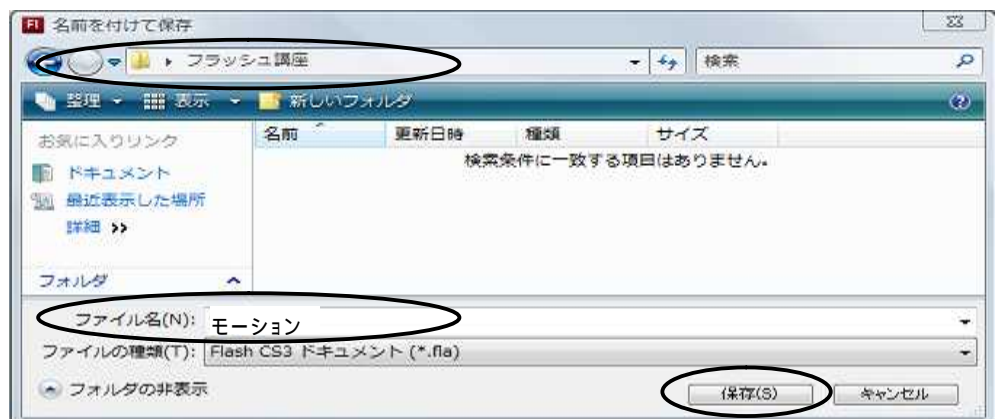 FL 名前を付けて保存
フラッシュ講座 検索
整理 表示 新しいフォルダ
お気に入りリンク
ドキュメント
最近表示した場所
詳細 >>
フォルダ
名前 更新日時 種類 サイズ
検索条件に一致する項目はありません。
ファイル名(N): モーション
ファイルの種類(T): Flash CS3 ドキュメント (*.fla)
フォルダの非表示 保存(S) キャンセル